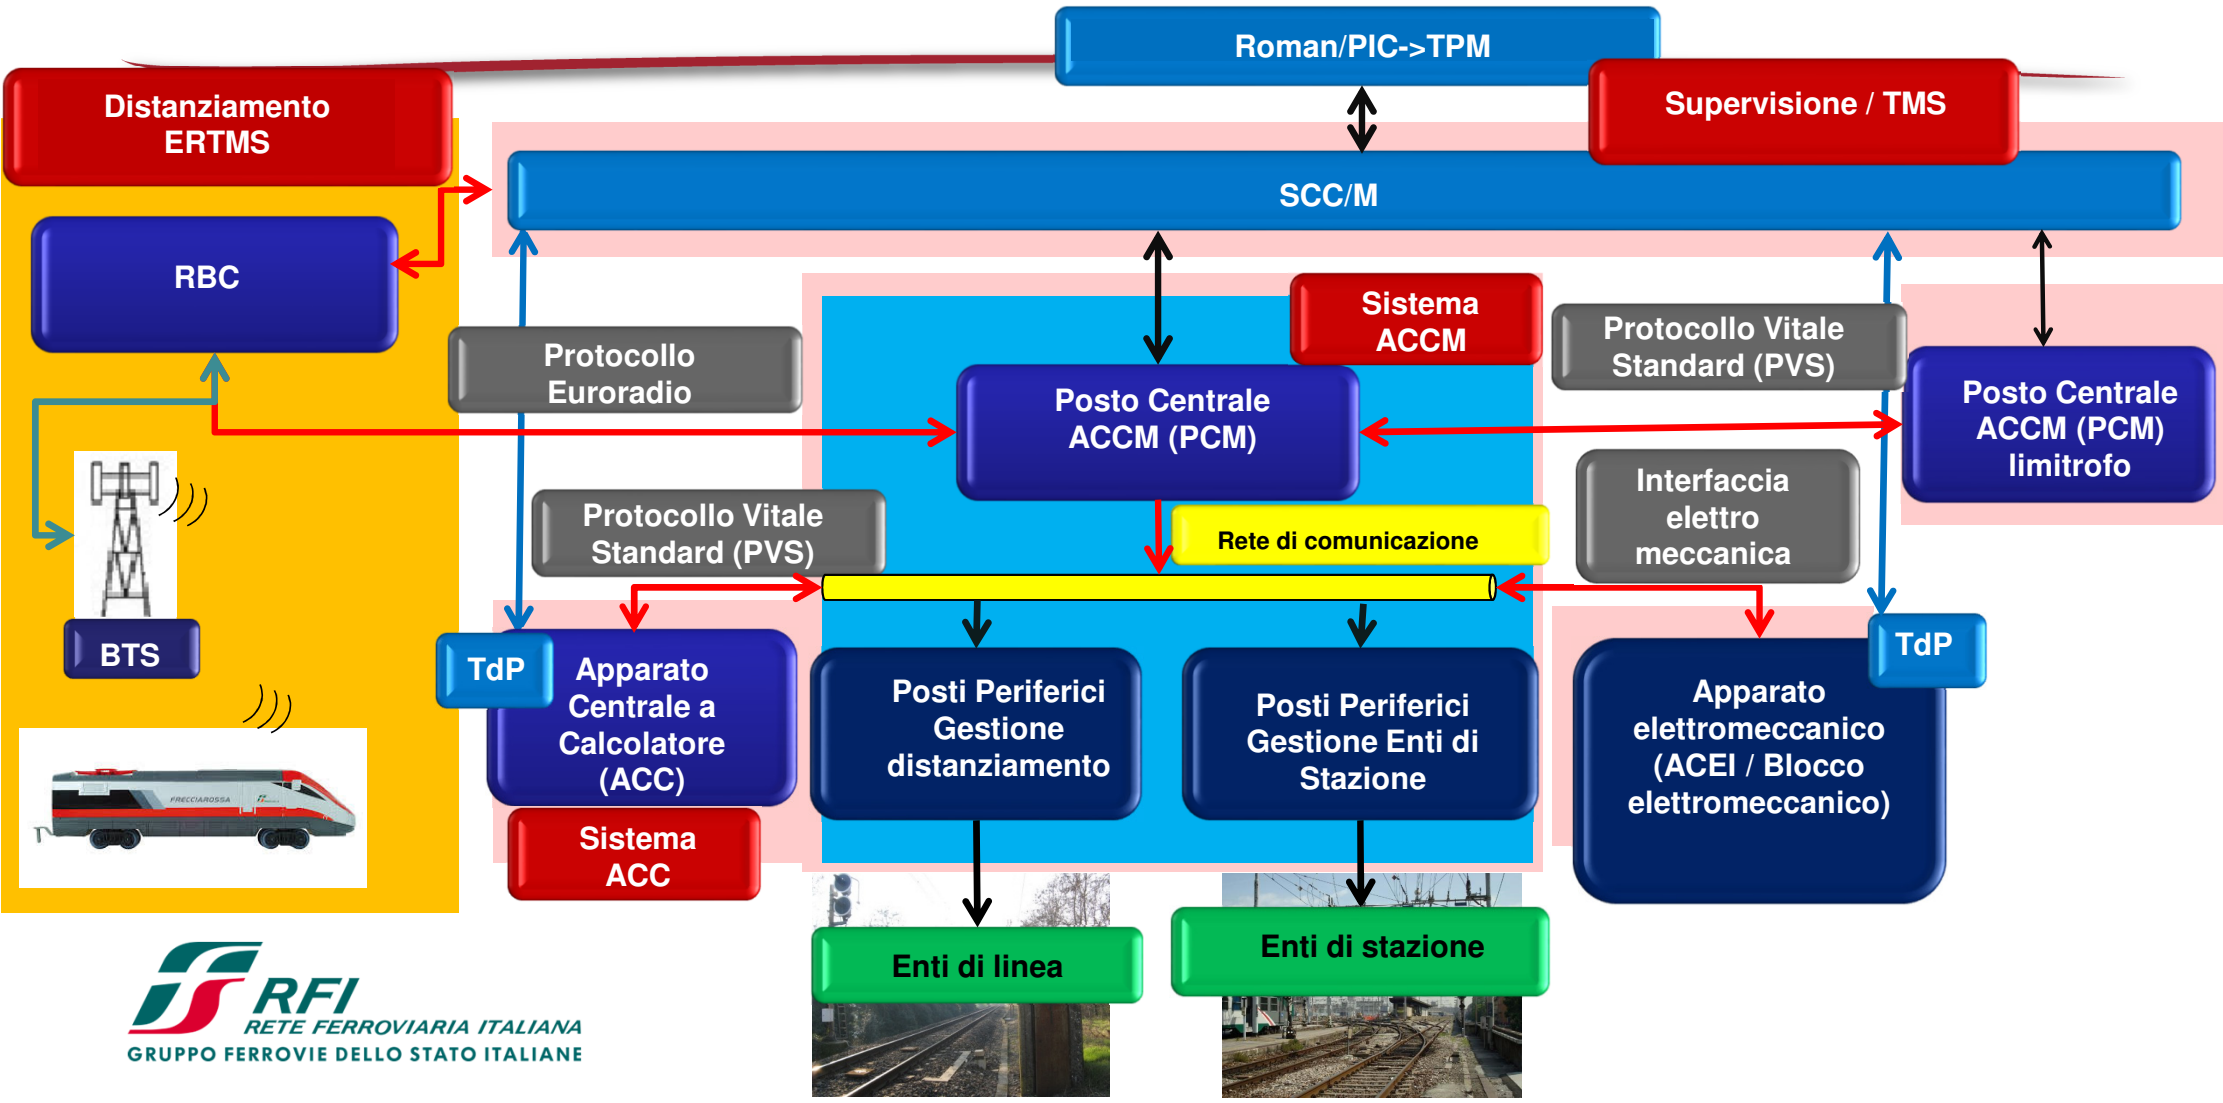 Roman/PIC->TPM
Distanziamento
ERTMS
Supervisione / TMS
SCC/M
RBC
Sistema
ACCM
Protocollo
Euroradio
Protocollo Vitale
Standard (PVS)
Posto Centrale
ACCM (PCM)
Posto Centrale
ACCM (PCM)
limitrofo
Interfaccia
elettro
meccanica
Protocollo Vitale
Standard (PVS)
Rete di comunicazione
BTS
TdP
Apparato
Centrale a
Calcolatore
(ACC)
Posti Periferici
Gestione
distanziamento
Posti Periferici
Gestione Enti di
Stazione
TdP
Apparato
elettromeccanico
(ACEI / Blocco
elettromeccanico)
FRECCIAROSSA
Sistema
ACC
Enti di linea
Enti di stazione
RFI
RETE FERROVIARIA ITALIANA
GRUPPO FERROVIE DELLO STATO ITALIANE